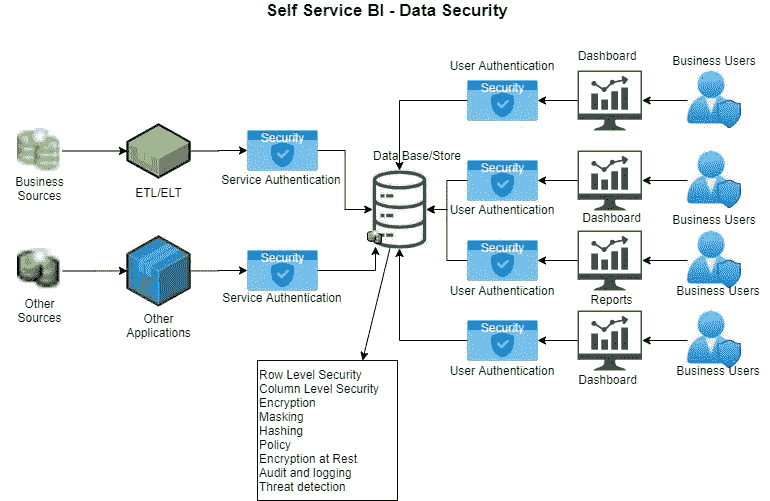 Self Service BI - Data Security
User Authentication
Dashboard
Business Users
Security
Security
Service Authentication
Data Base/Store
Business
Sources
ETL/ELT
Security
User Authentication
Dashboard
Business Users
Security
Service Authentication
Other
Sources
Other
Applications
Security
User Authentication
Reports
Business Users
Security
User Authentication
Dashboard
Business Users
Row Level Security
Column Level Security
Encryption
Masking
Hashing
Policy
Encryption at Rest
Audit and logging
Threat detection